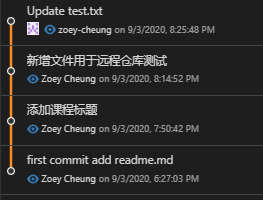 Update test.txt
zoey-cheung on 9/3/2020, 8:25:48 PM
新增文件用于远程仓库测试
Zoey Cheung on 9/3/2020, 8:14:52 PM
添加课程标题
Zoey Cheung on 9/3/2020, 7:50:42 PM
first commit add readme.md
Zoey Cheung on 9/3/2020, 6:27:03 PM